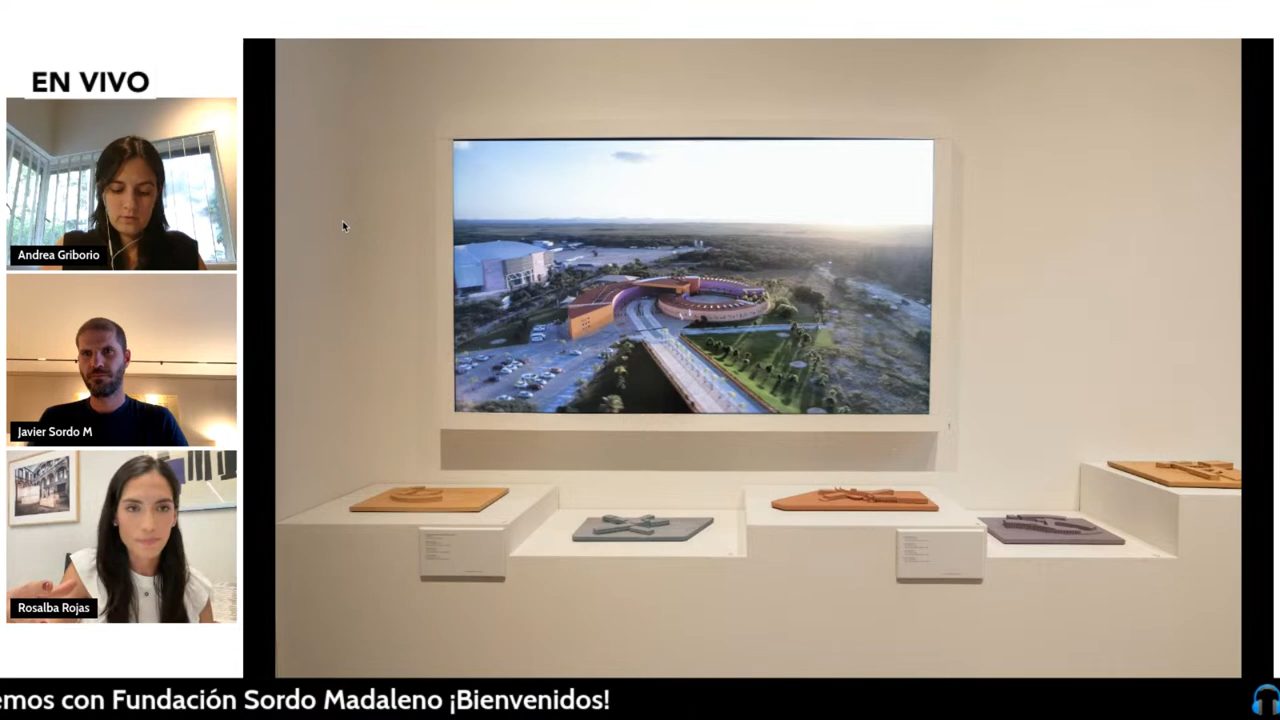 EN VIVO
Andrea Griborio
Javier Sordo M
Rosalba Rojas
emos con Fundación Sordo Madaleno ¡Bienvenidos!